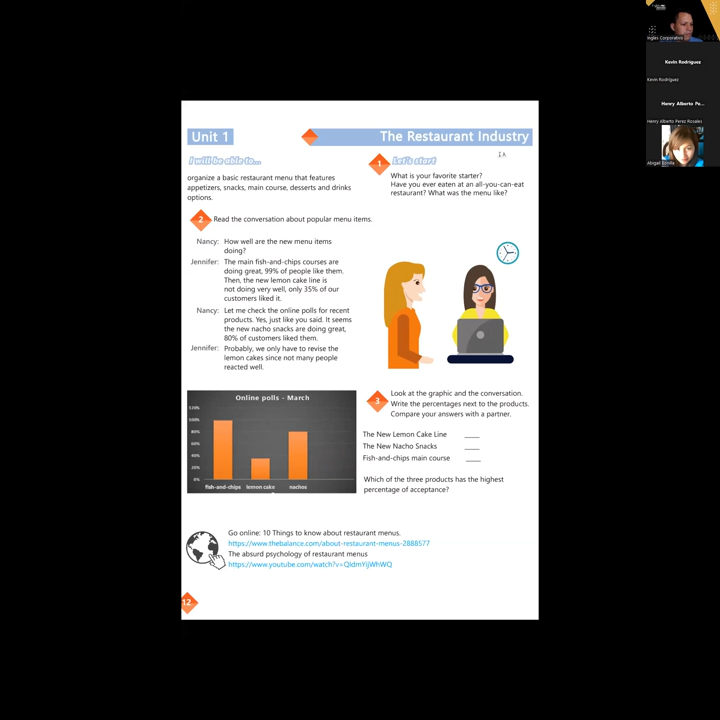 Unit 1
The Restaurant Industry
I will be able to...
organize a basic restaurant menu that features
appetizers, snacks, main course, desserts and drinks
options.
1
Let's start
What is your favorite starter?
Have you ever eaten at an all-you-can-eat
restaurant? What was the menu like?
2
Read the conversation about popular menu items.
Nancy: How well are the new menu items
doing?
Jennifer: The main fish-and-chips courses are
doing great, 99% of people like them.
Then, the new lemon cake line is
not doing very well, only 35% of our
customers liked it.
Nancy: Let me check the online polls for recent
products. Yes, just like you said. It seems
the new nacho snacks are doing great,
80% of customers liked them.
Jennifer: Probably, we only have to revise the
lemon cakes since not many people
reacted well.
Online polls - March
120%
100%
80%
60%
40%
20%
0%
fish-and-chips lemon cake nachos
3
Look at the graphic and the conversation.
Write the percentages next to the products.
Compare your answers with a partner.
The New Lemon Cake Line ____
The New Nacho Snacks ____
Fish-and-chips main course ____
Which of the three products has the highest
percentage of acceptance?
Go online: 10 Things to know about restaurant menus.
https://www.thebalance.com/about-restaurant-menus-2888577
The absurd psychology of restaurant menus
https://www.youtube.com/watch?v=QIdmYijWhWQ
12
Ingles Corporativo
Kevin Rodriguez
Kevin Rodriguez
Henry Alberto Pe...
Henry Alberto Perez Rosales
Abigail